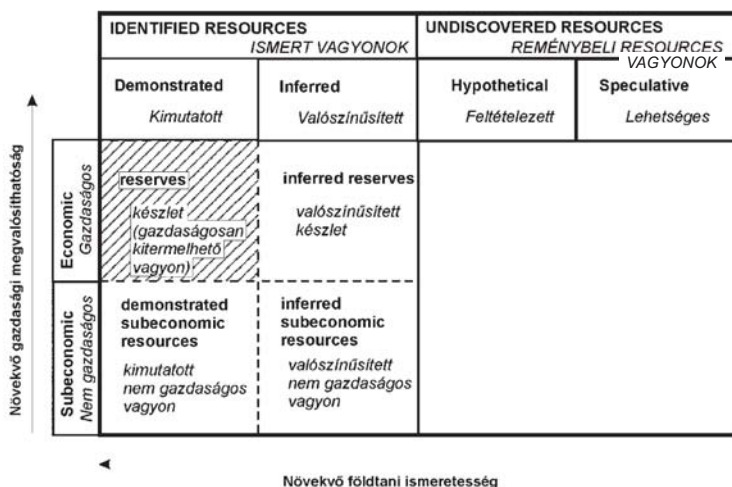 IDENTIFIED RESOURCES
ISMERT VAGYONOK
UNDISCOVERED RESOURCES
REMÉNYBELI RESOURCES
VAGYONOK
Demonstrated
Kimutatott
Inferred
Valószínűsített
Hypothetical
Feltételezett
Speculative
Lehetséges
Növekvő gazdasági megvalósíthatóság
Economic
Gazdaságos
reserves
készlet
(gazdaságosan
kitermelhető
vagyon)
inferred reserves
valószínűsített
készlet
Subeconomic
Nem gazdaságos
demonstrated
subeconomic
resources
kimutatott
nem gazdaságos
vagyon
inferred
subeconomic
resources
valószínűsített
nem gazdaságos
vagyon
Növekvő földtani ismeretesség